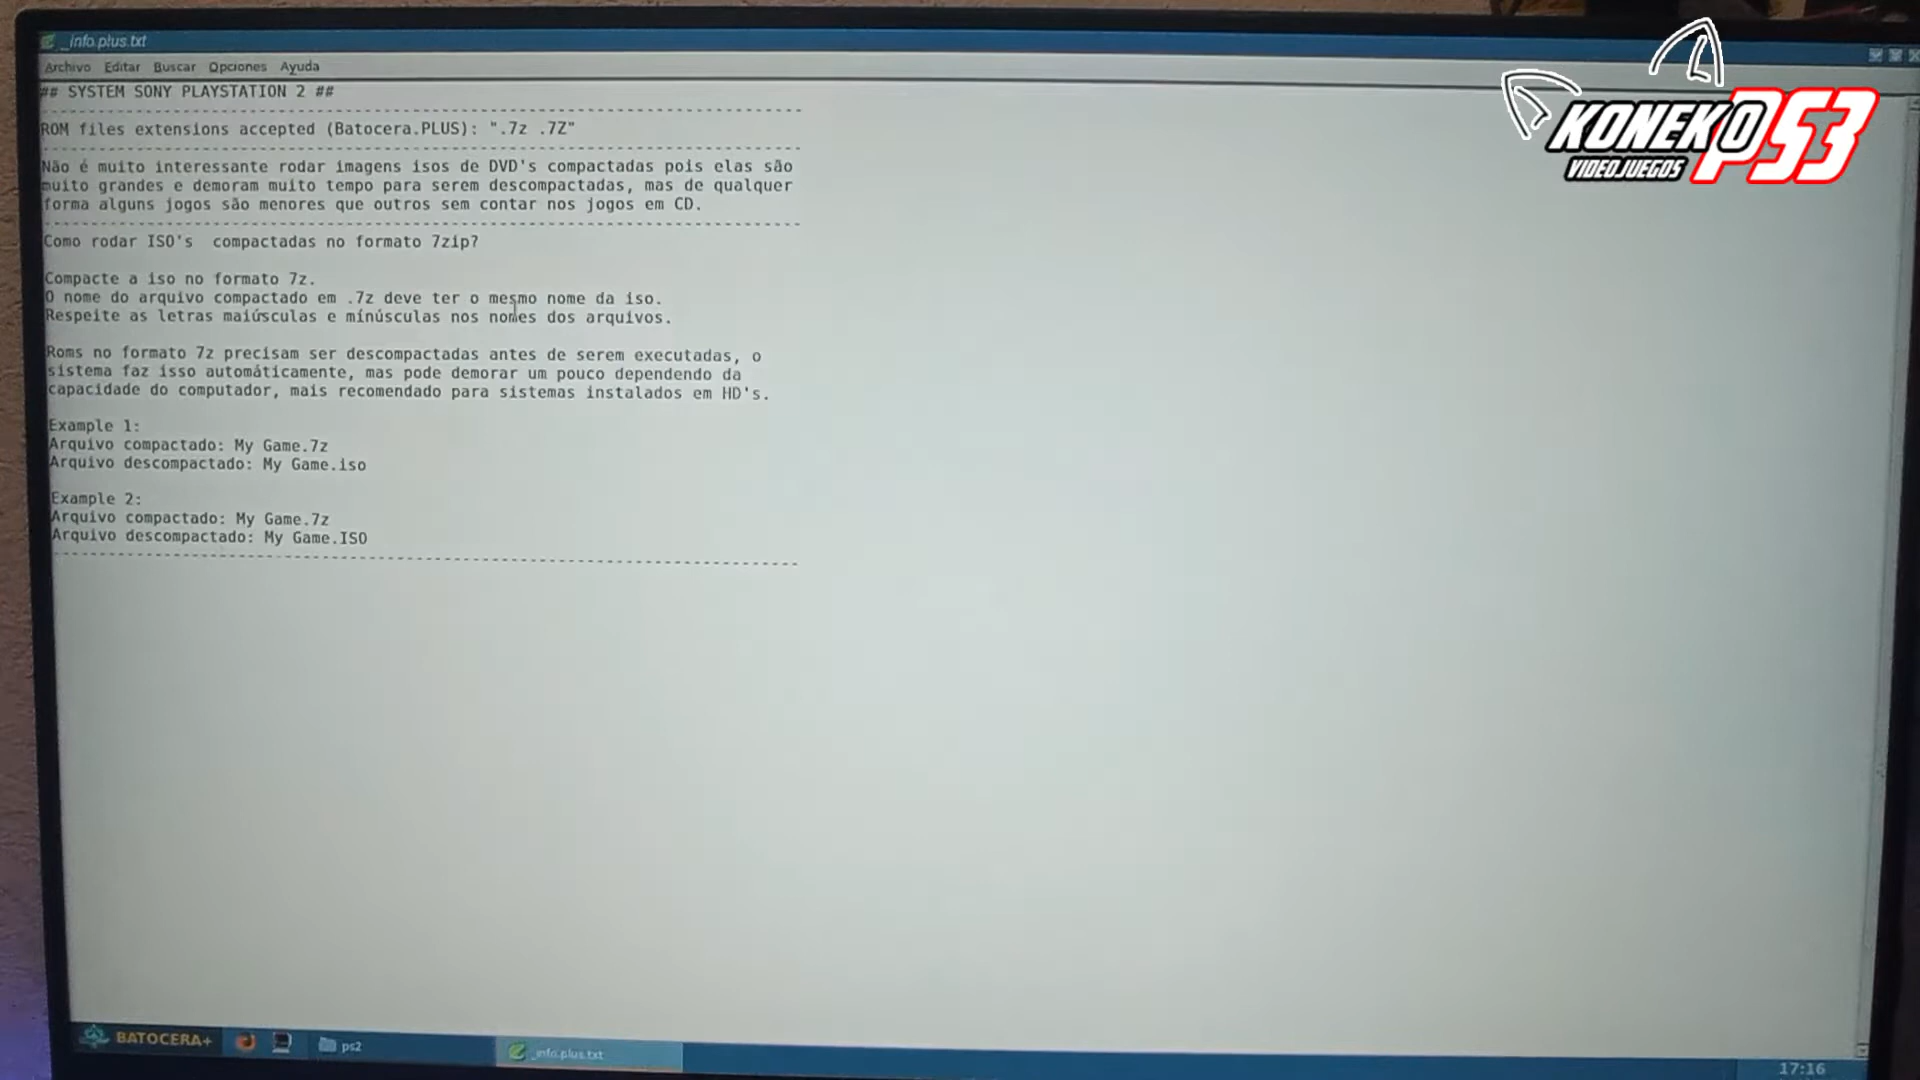 _info.plus.txt
Archivo Editar Buscar Opciones Ayuda
## SYSTEM SONY PLAYSTATION 2 ##
--------------------------------------------------------------------------------
ROM files extensions accepted (Batocera.PLUS): ".7z .7Z"
--------------------------------------------------------------------------------
Não é muito interessante rodar imagens isos de DVD's compactadas pois elas são
muito grandes e demoram muito tempo para serem descompactadas, mas de qualquer
forma alguns jogos são menores que outros sem contar nos jogos em CD.
--------------------------------------------------------------------------------
Como rodar ISO's  compactadas no formato 7zip?
Compacte a iso no formato 7z.
O nome do arquivo compactado em .7z deve ter o mesmo nome da iso.
Respeite as letras maiúsculas e mínúsculas nos nomes dos arquivos.
Roms no formato 7z precisam ser descompactadas antes de serem executadas, o
sistema faz isso automáticamente, mas pode demorar um pouco dependendo da
capacidade do computador, mais recomendado para sistemas instalados em HD's.
Example 1:
Arquivo compactado: My Game.7z
Arquivo descompactado: My Game.iso
Example 2:
Arquivo compactado: My Game.7z
Arquivo descompactado: My Game.ISO
--------------------------------------------------------------------------------
KONEKO PS3
VIDEOJUEGOS
BATOCERA+
ps2
_info.plus.txt
17:16